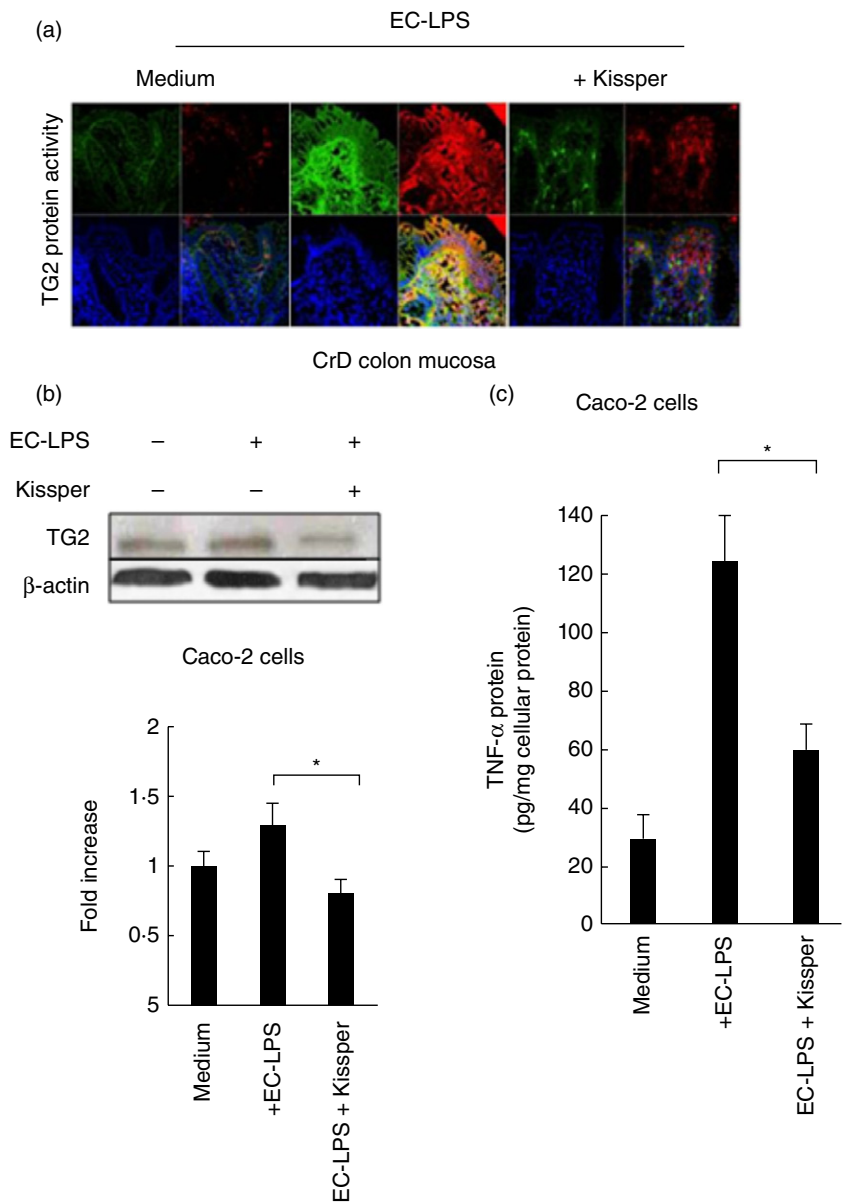 (a)
EC-LPS
Medium
+ Kissper
TG2 protein activity
CrD colon mucosa
(b)
EC-LPS – + +
Kissper – – +
TG2
β-actin
Caco-2 cells
2
1·5
1
0·5
5
Fold increase
*
Medium
+EC-LPS
EC-LPS + Kissper
(c)
Caco-2 cells
*
140
120
100
80
60
40
20
0
TNF-α protein
(pg/mg cellular protein)
Medium
+EC-LPS
EC-LPS + Kissper